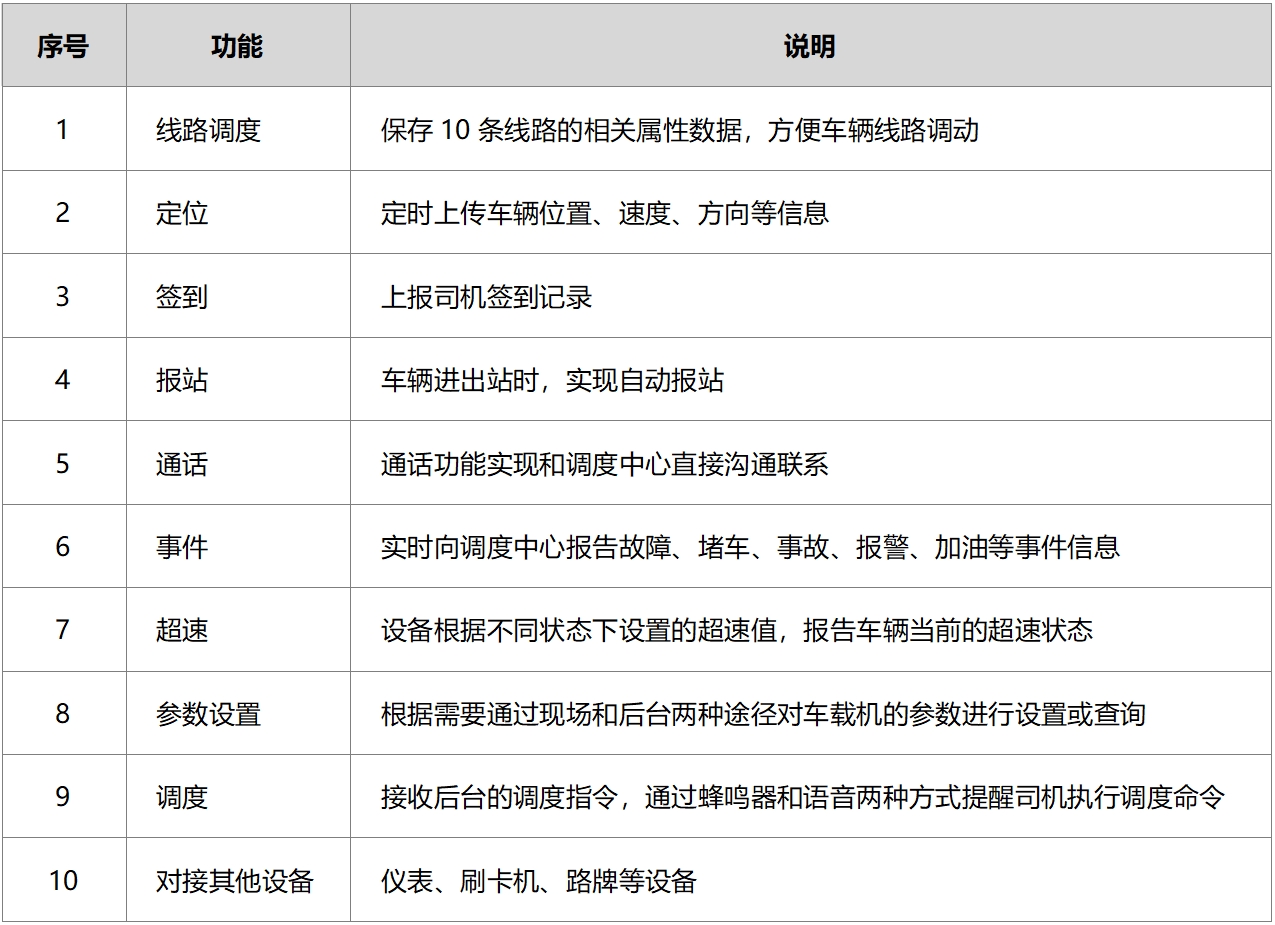 序号 功能 说明
1 线路调度 保存 10 条线路的相关属性数据，方便车辆线路调动
2 定位 定时上传车辆位置、速度、方向等信息
3 签到 上报司机签到记录
4 报站 车辆进出站时，实现自动报站
5 通话 通话功能实现和调度中心直接沟通联系
6 事件 实时向调度中心报告故障、堵车、事故、报警、加油等事件信息
7 超速 设备根据不同状态下设置的超速值，报告车辆当前的超速状态
8 参数设置 根据需要通过现场和后台两种途径对车载机的参数进行设置或查询
9 调度 接收后台的调度指令，通过蜂鸣器和语音两种方式提醒司机执行调度命令
10 对接其他设备 仪表、刷卡机、路牌等设备